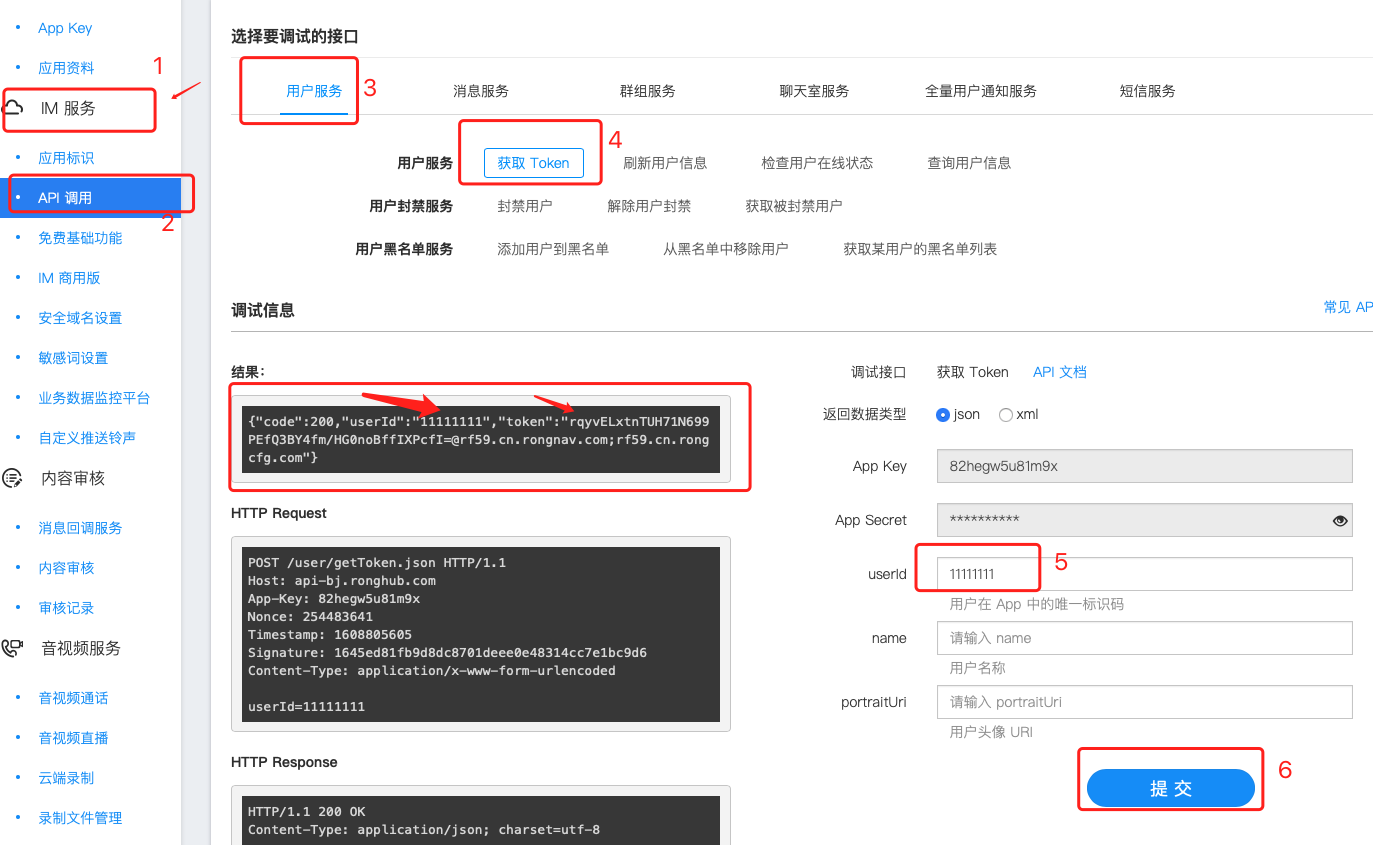 App Key
应用资料
1
IM 服务
应用标识
API 调用
2
免费基础功能
IM 商用版
安全域名设置
敏感词设置
业务数据监控平台
自定义推送铃声
内容审核
消息回调服务
内容审核
审核记录
音视频服务
音视频通话
音视频直播
云端录制
录制文件管理
选择要调试的接口
用户服务 3 消息服务 群组服务 聊天室服务 全量用户通知服务 短信服务
用户服务 获取 Token 4 刷新用户信息 检查用户在线状态 查询用户信息
用户封禁服务 封禁用户 解除用户封禁 获取被封禁用户
用户黑名单服务 添加用户到黑名单 从黑名单中移除用户 获取某用户的黑名单列表
调试信息
常见 AP
结果:
{"code":200,"userId":"11111111","token":"rqyvELxtnTUH71N699
PEfQ3BY4fm/HG0noBffIXPcfI=@rf59.cn.rongnav.com;rf59.cn.rong
cfg.com"}
HTTP Request
POST /user/getToken.json HTTP/1.1
Host: api-bj.ronghub.com
App-Key: 82hegw5u81m9x
Nonce: 254483641
Timestamp: 1608805605
Signature: 1645ed81fb9d8dc8701deee0e48314cc7e1bc9d6
Content-Type: application/x-www-form-urlencoded
userId=11111111
HTTP Response
HTTP/1.1 200 OK
Content-Type: application/json; charset=utf-8
调试接口 获取 Token API 文档
返回数据类型 json xml
App Key 82hegw5u81m9x
App Secret **********
userId 11111111 5
用户在 App 中的唯一标识码
name 请输入 name
用户名称
portraitUri 请输入 portraitUri
用户头像 URI
提 交 6